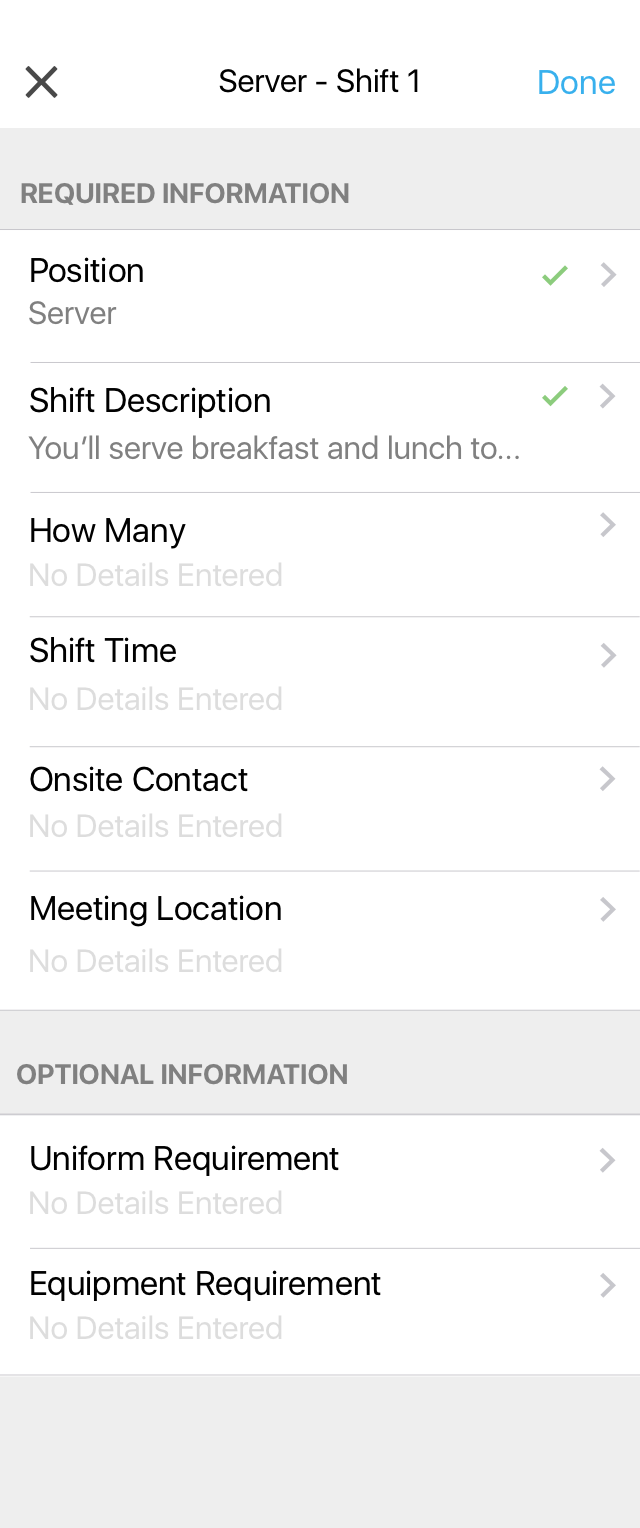 Server - Shift 1
Done
REQUIRED INFORMATION
Position
Server
Shift Description
You’ll serve breakfast and lunch to...
How Many
No Details Entered
Shift Time
No Details Entered
Onsite Contact
No Details Entered
Meeting Location
No Details Entered
OPTIONAL INFORMATION
Uniform Requirement
No Details Entered
Equipment Requirement
No Details Entered